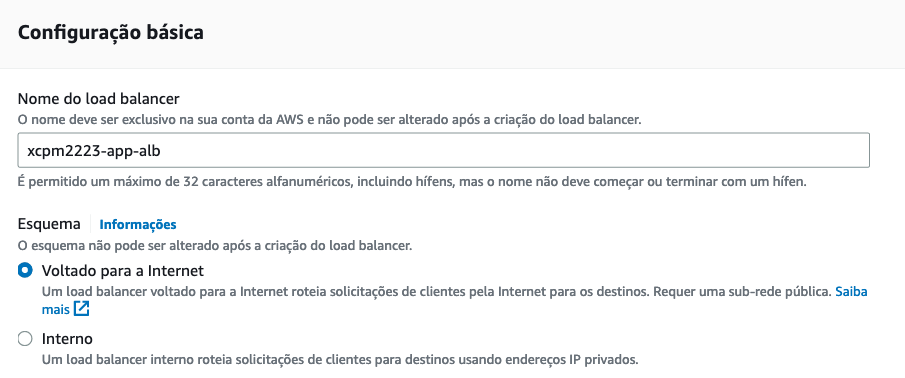 Configuração básica
Nome do load balancer
O nome deve ser exclusivo na sua conta da AWS e não pode ser alterado após a criação do load balancer.
xcpm2223-app-alb
É permitido um máximo de 32 caracteres alfanuméricos, incluindo hífens, mas o nome não deve começar ou terminar com um hífen.
Esquema Informações
O esquema não pode ser alterado após a criação do load balancer.
Voltado para a Internet
Um load balancer voltado para a Internet roteia solicitações de clientes pela Internet para os destinos. Requer uma sub-rede pública. Saiba
mais
Interno
Um load balancer interno roteia solicitações de clientes para destinos usando endereços IP privados.